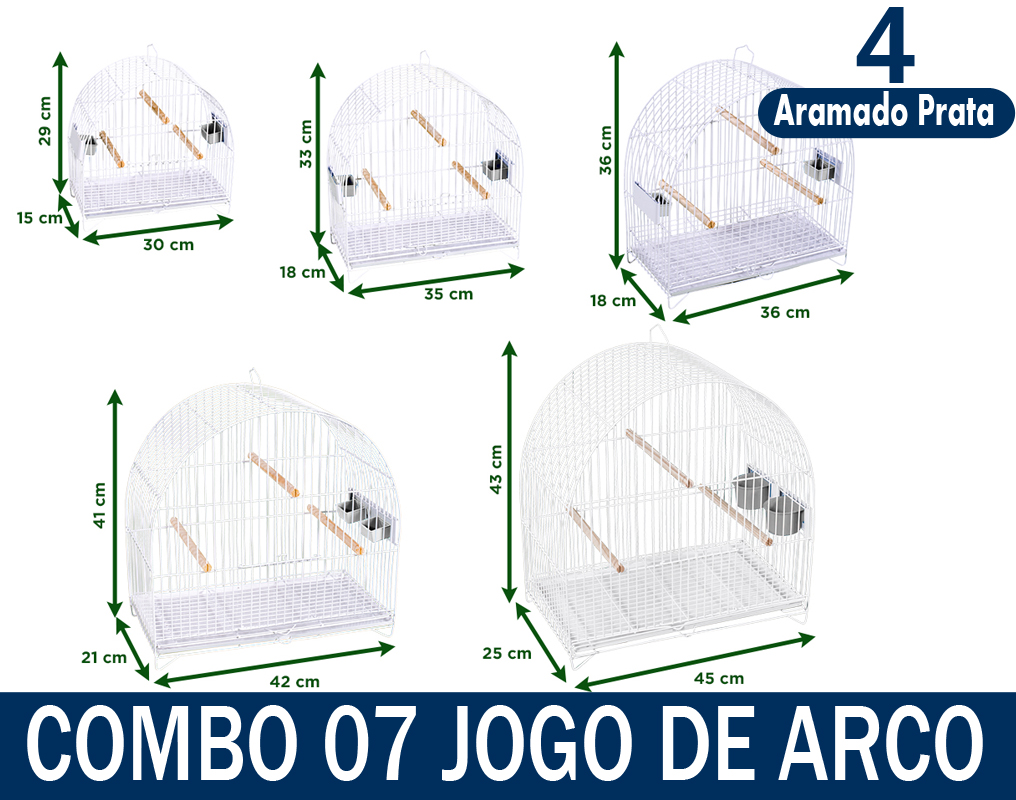 4
Aramado Prata
29 cm
15 cm
30 cm
33 cm
18 cm
35 cm
36 cm
18 cm
36 cm
41 cm
21 cm
42 cm
43 cm
25 cm
45 cm
COMBO 07 JOGO DE ARCO